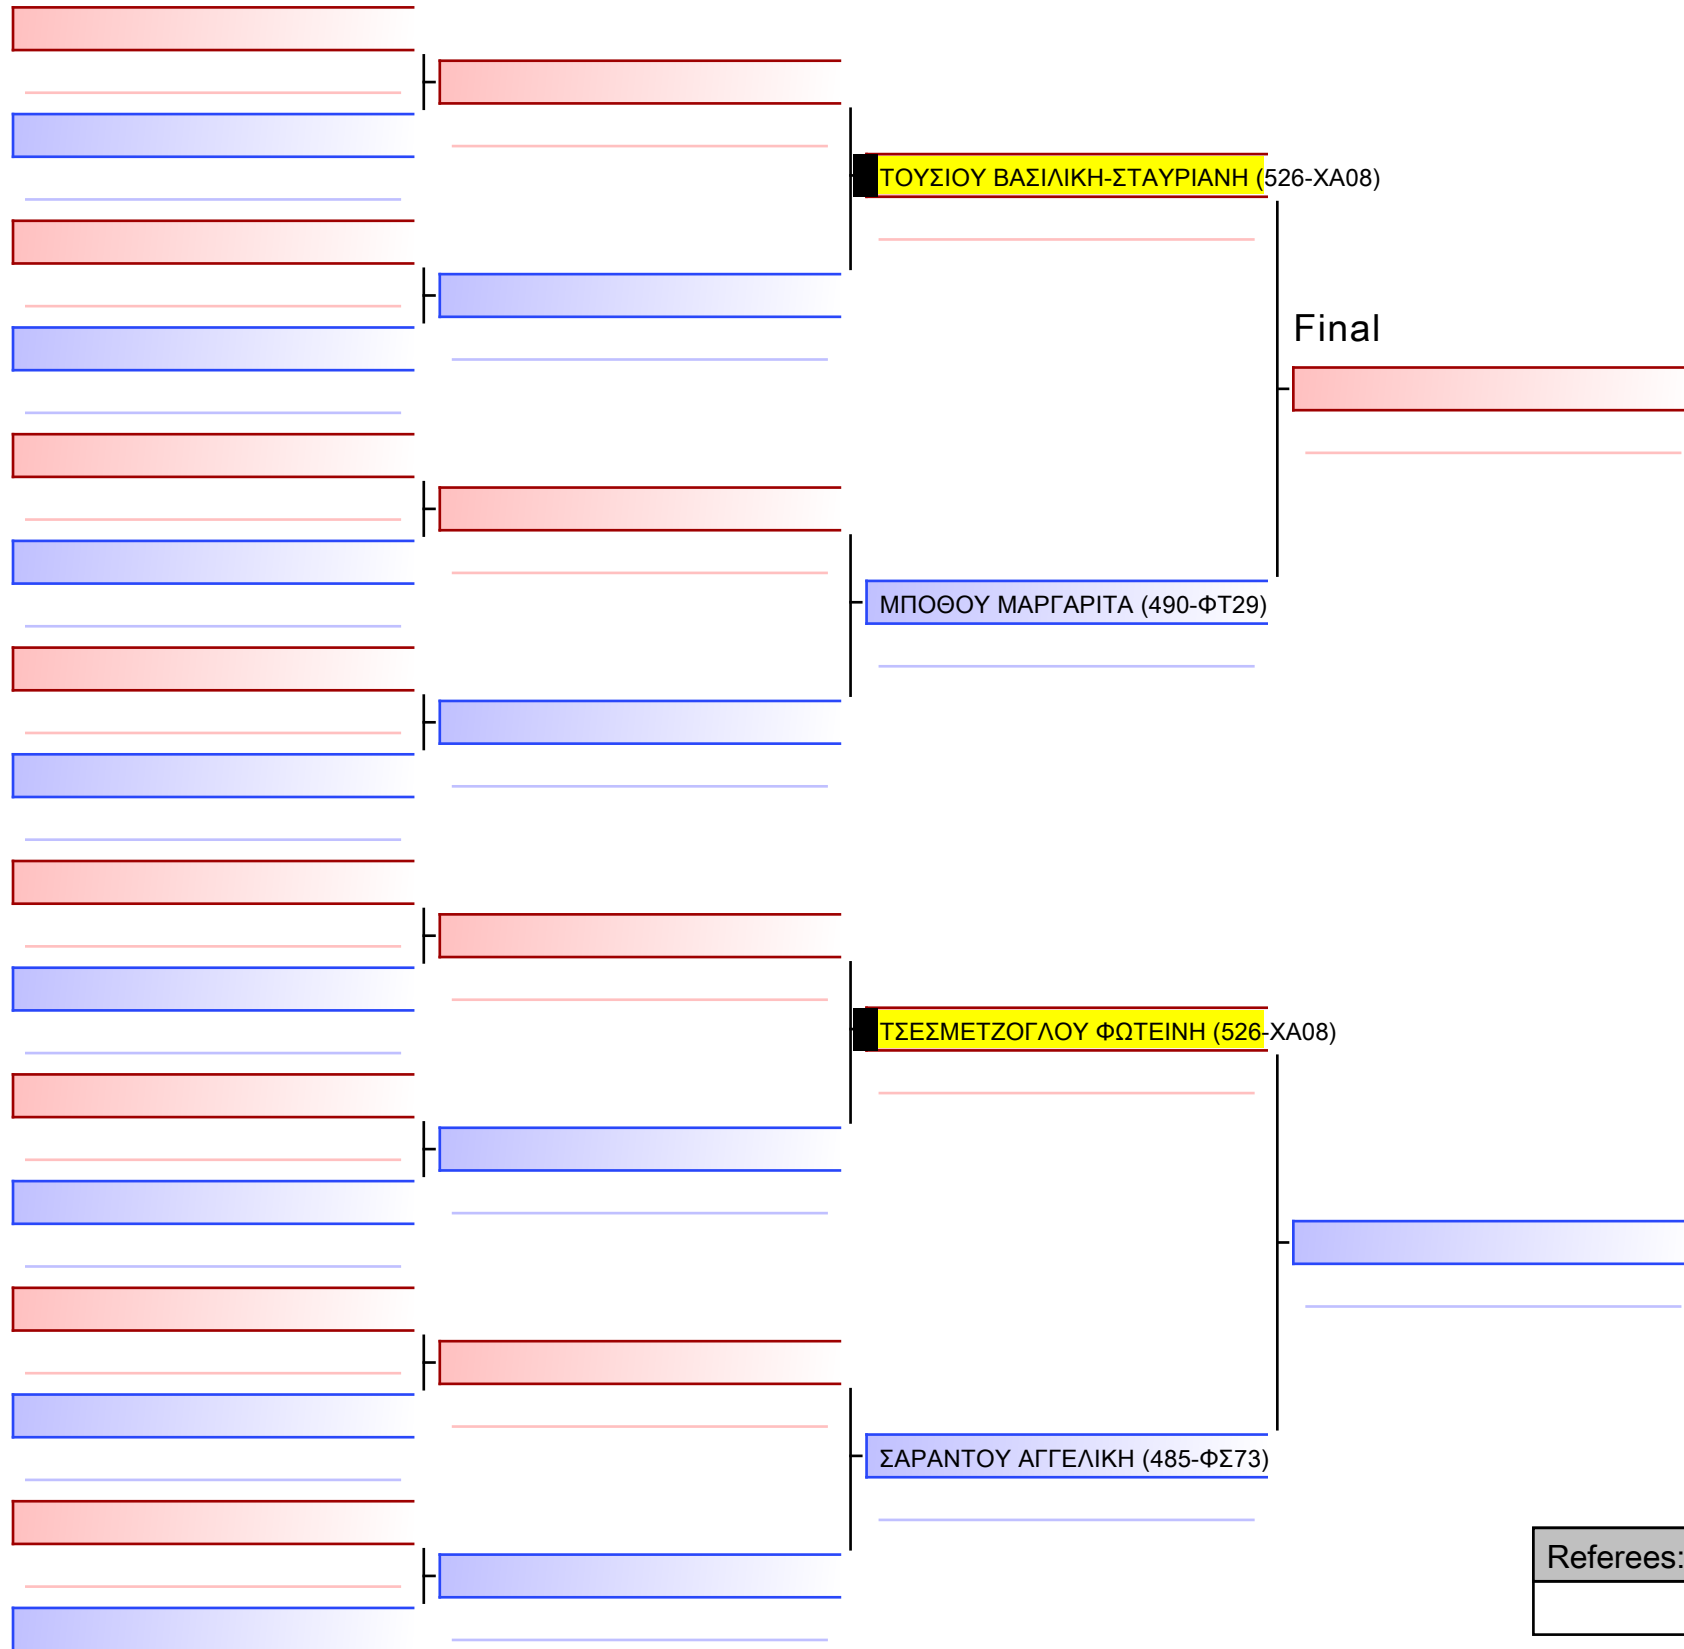 ΤΟΥΣΙΟΥ ΒΑΣΙΛΙΚΗ-ΣΤΑΥΡΙΑΝΗ (526-ΧΑ08)
Final
ΜΠΟΘΟΥ ΜΑΡΓΑΡΙΤΑ (490-ΦΤ29)
ΤΣΕΣΜΕΤΖΟΓΛΟΥ ΦΩΤΕΙΝΗ (526-ΧΑ08)
ΣΑΡΑΝΤΟΥ ΑΓΓΕΛΙΚΗ (485-ΦΣ73)
Referees: